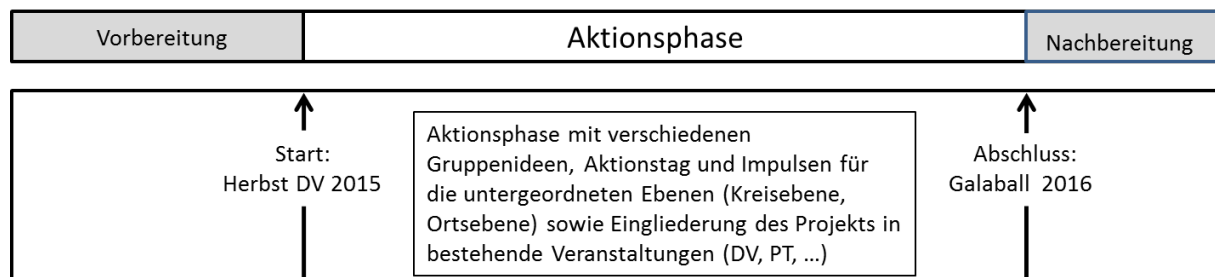 Vorbereitung
Aktionsphase
Nachbereitung
Start:
Herbst DV 2015
Aktionsphase mit verschiedenen
Gruppenideen, Aktionstag und Impulsen für
die untergeordneten Ebenen (Kreisebene,
Ortsebene) sowie Eingliederung des Projekts in
bestehende Veranstaltungen (DV, PT, ...)
Abschluss:
Galaball 2016